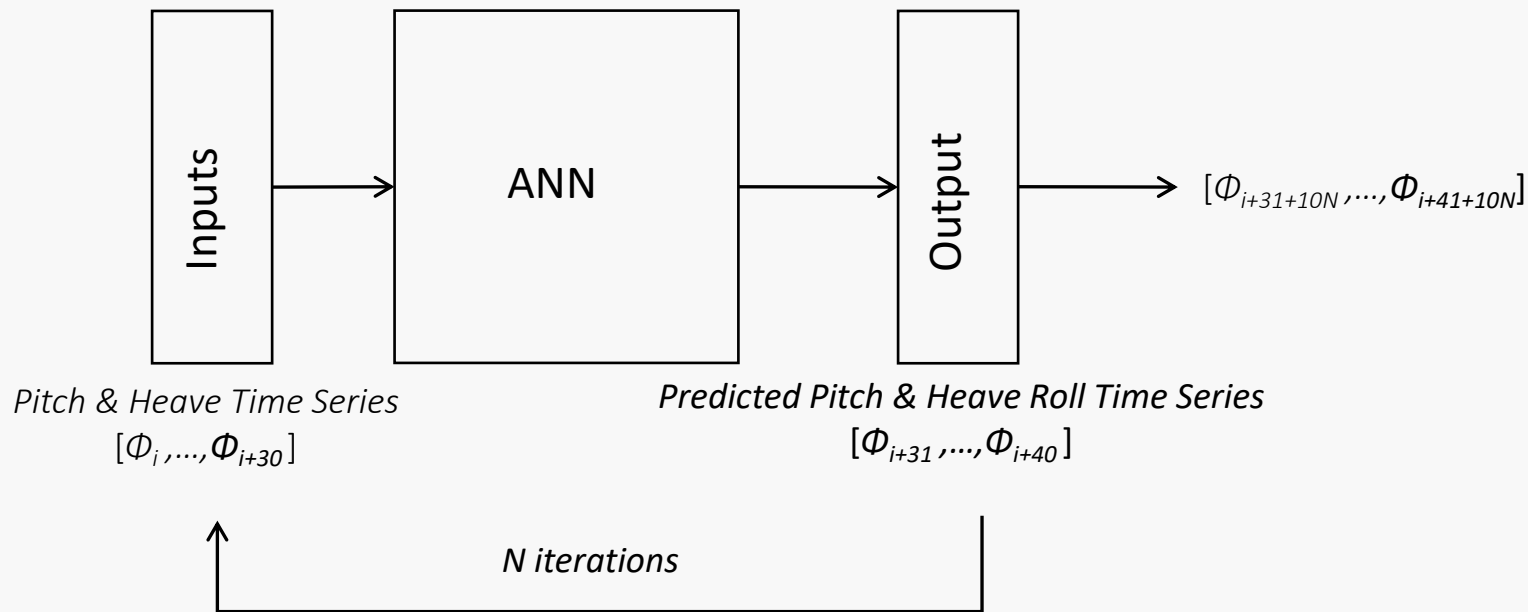 Inputs
ANN
Output
[Φi+31+10N ,...,Φi+41+10N]
Pitch & Heave Time Series
[Φi ,...,Φi+30]
Predicted Pitch & Heave Roll Time Series
[Φi+31 ,...,Φi+40]
N iterations